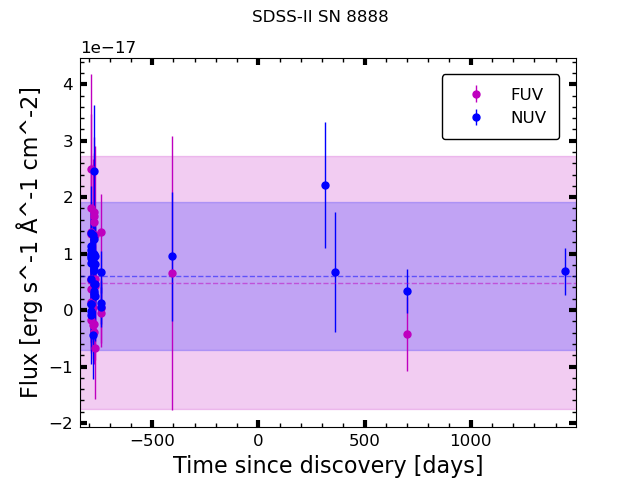 SDSS-II SN 8888
1e−17
FUV
NUV
4
3
2
1
0
−1
−2
Flux [erg s^-1 Å^-1 cm^-2]
−500
0
500
1000
Time since discovery [days]